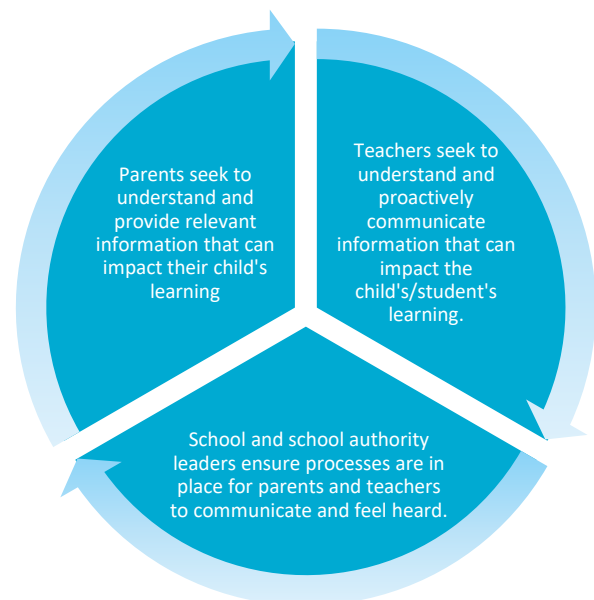 Parents seek to
understand and
provide relevant
information that can
impact their child's
learning
Teachers seek to
understand and
proactively
communicate
information that can
impact the
child's/student's
learning.
School and school authority
leaders ensure processes are in
place for parents and teachers
to communicate and feel heard.